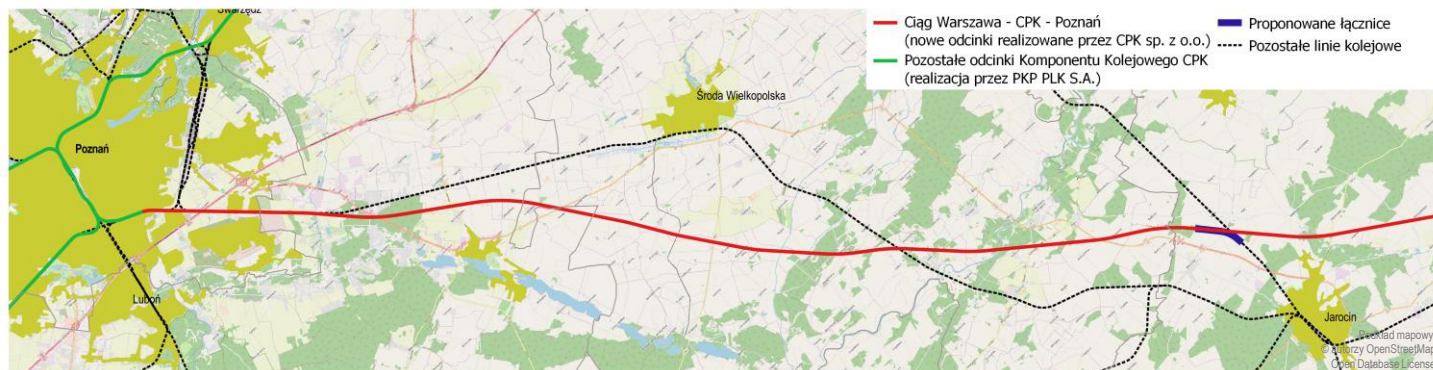 Swarzędz
Ciąg Warszawa - CPK - Poznań
(nowe odcinki realizowane przez CPK sp. z o.o.)
Pozostałe odcinki Komponentu Kolejowego CPK
(realizacja przez PKP PLK S.A.)
Proponowane łącznice
Pozostałe linie kolejowe
Środa Wielkopolska
Poznań
Luboń
Jarocin
Podkład mapowy
© autorzy OpenStreetMap
Open Database License